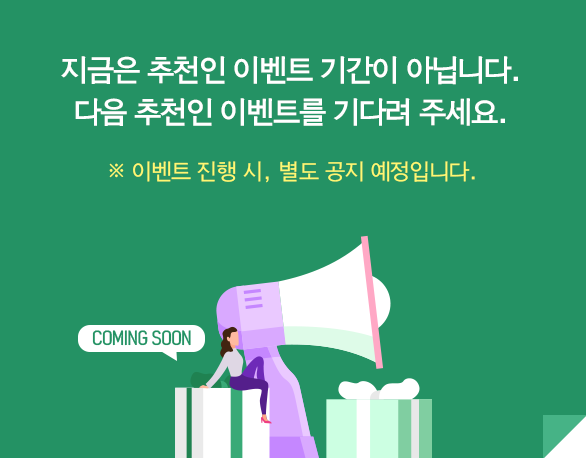 지금은 추천인 이벤트 기간이 아닙니다.
다음 추천인 이벤트를 기다려 주세요.
※ 이벤트 진행 시, 별도 공지 예정입니다.
COMING SOON